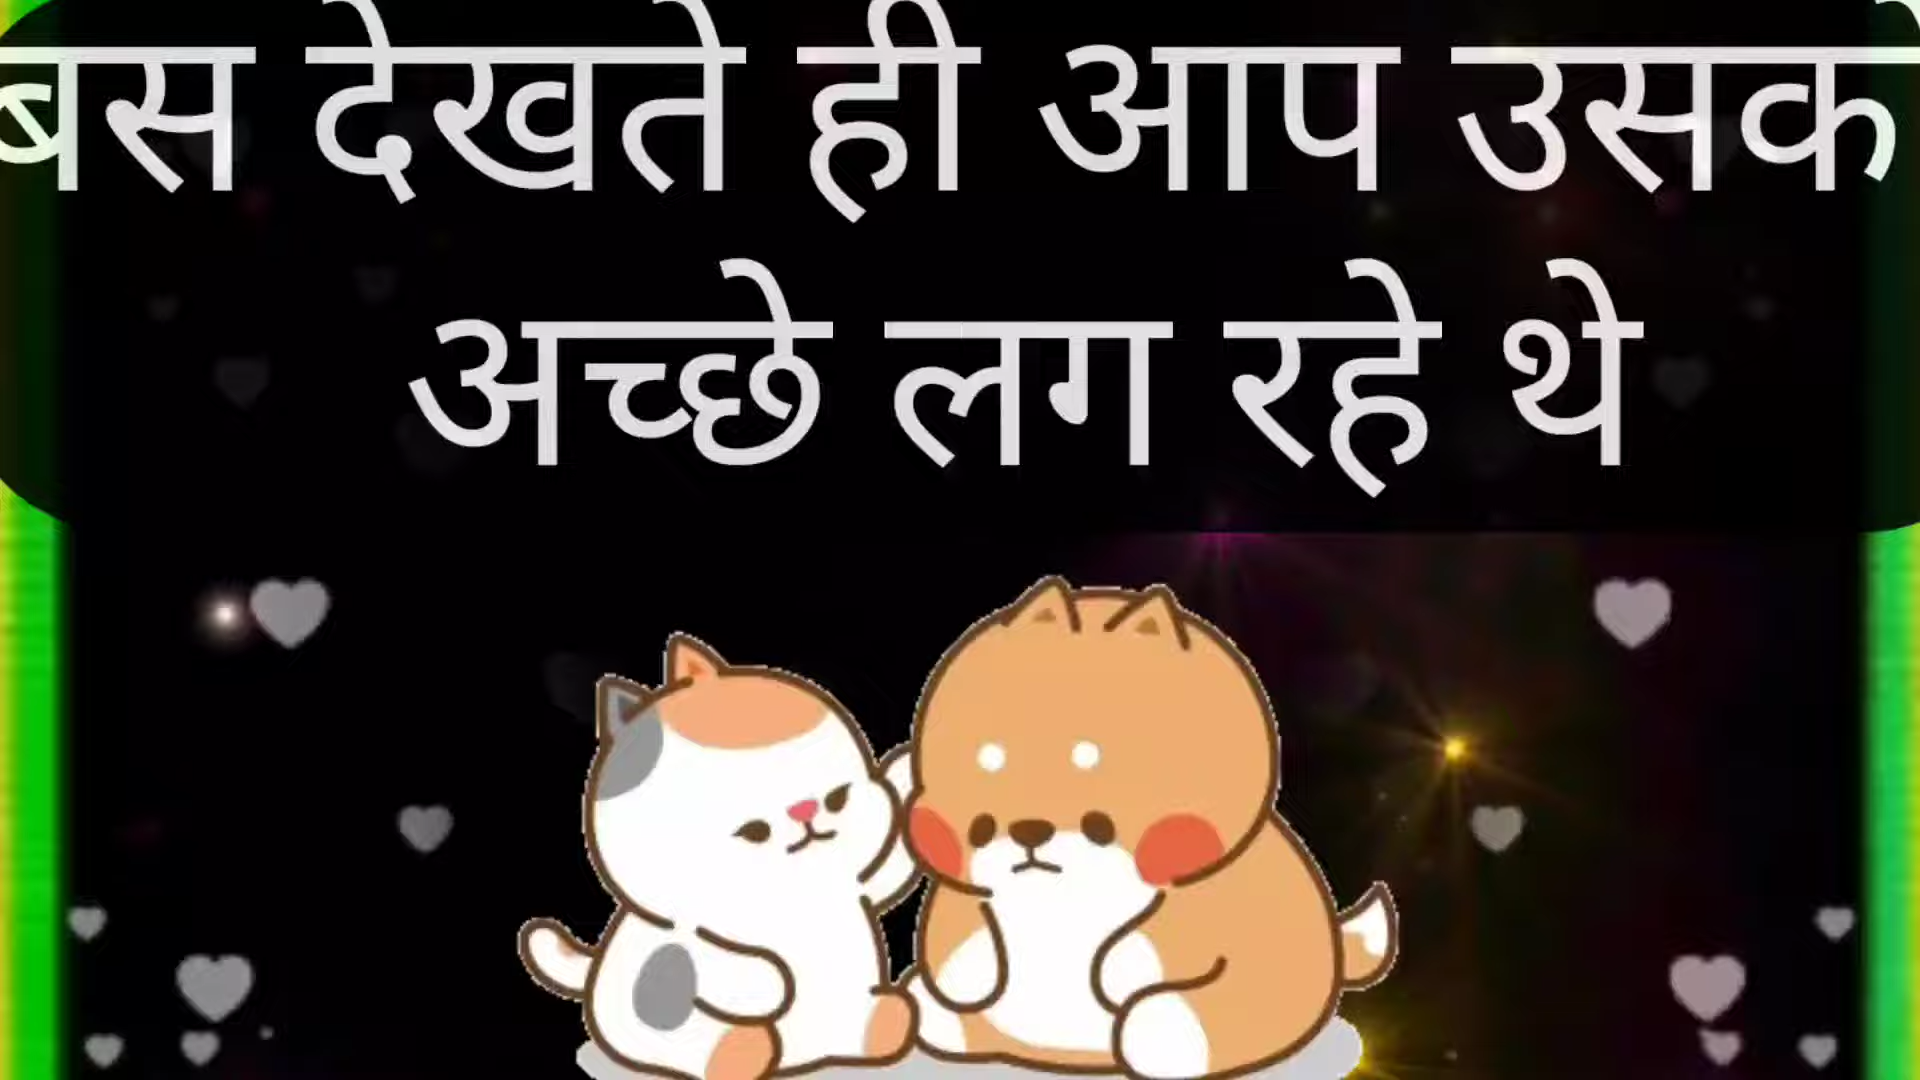 बस देखते ही आप उसको
अच्छे लग रहे थे